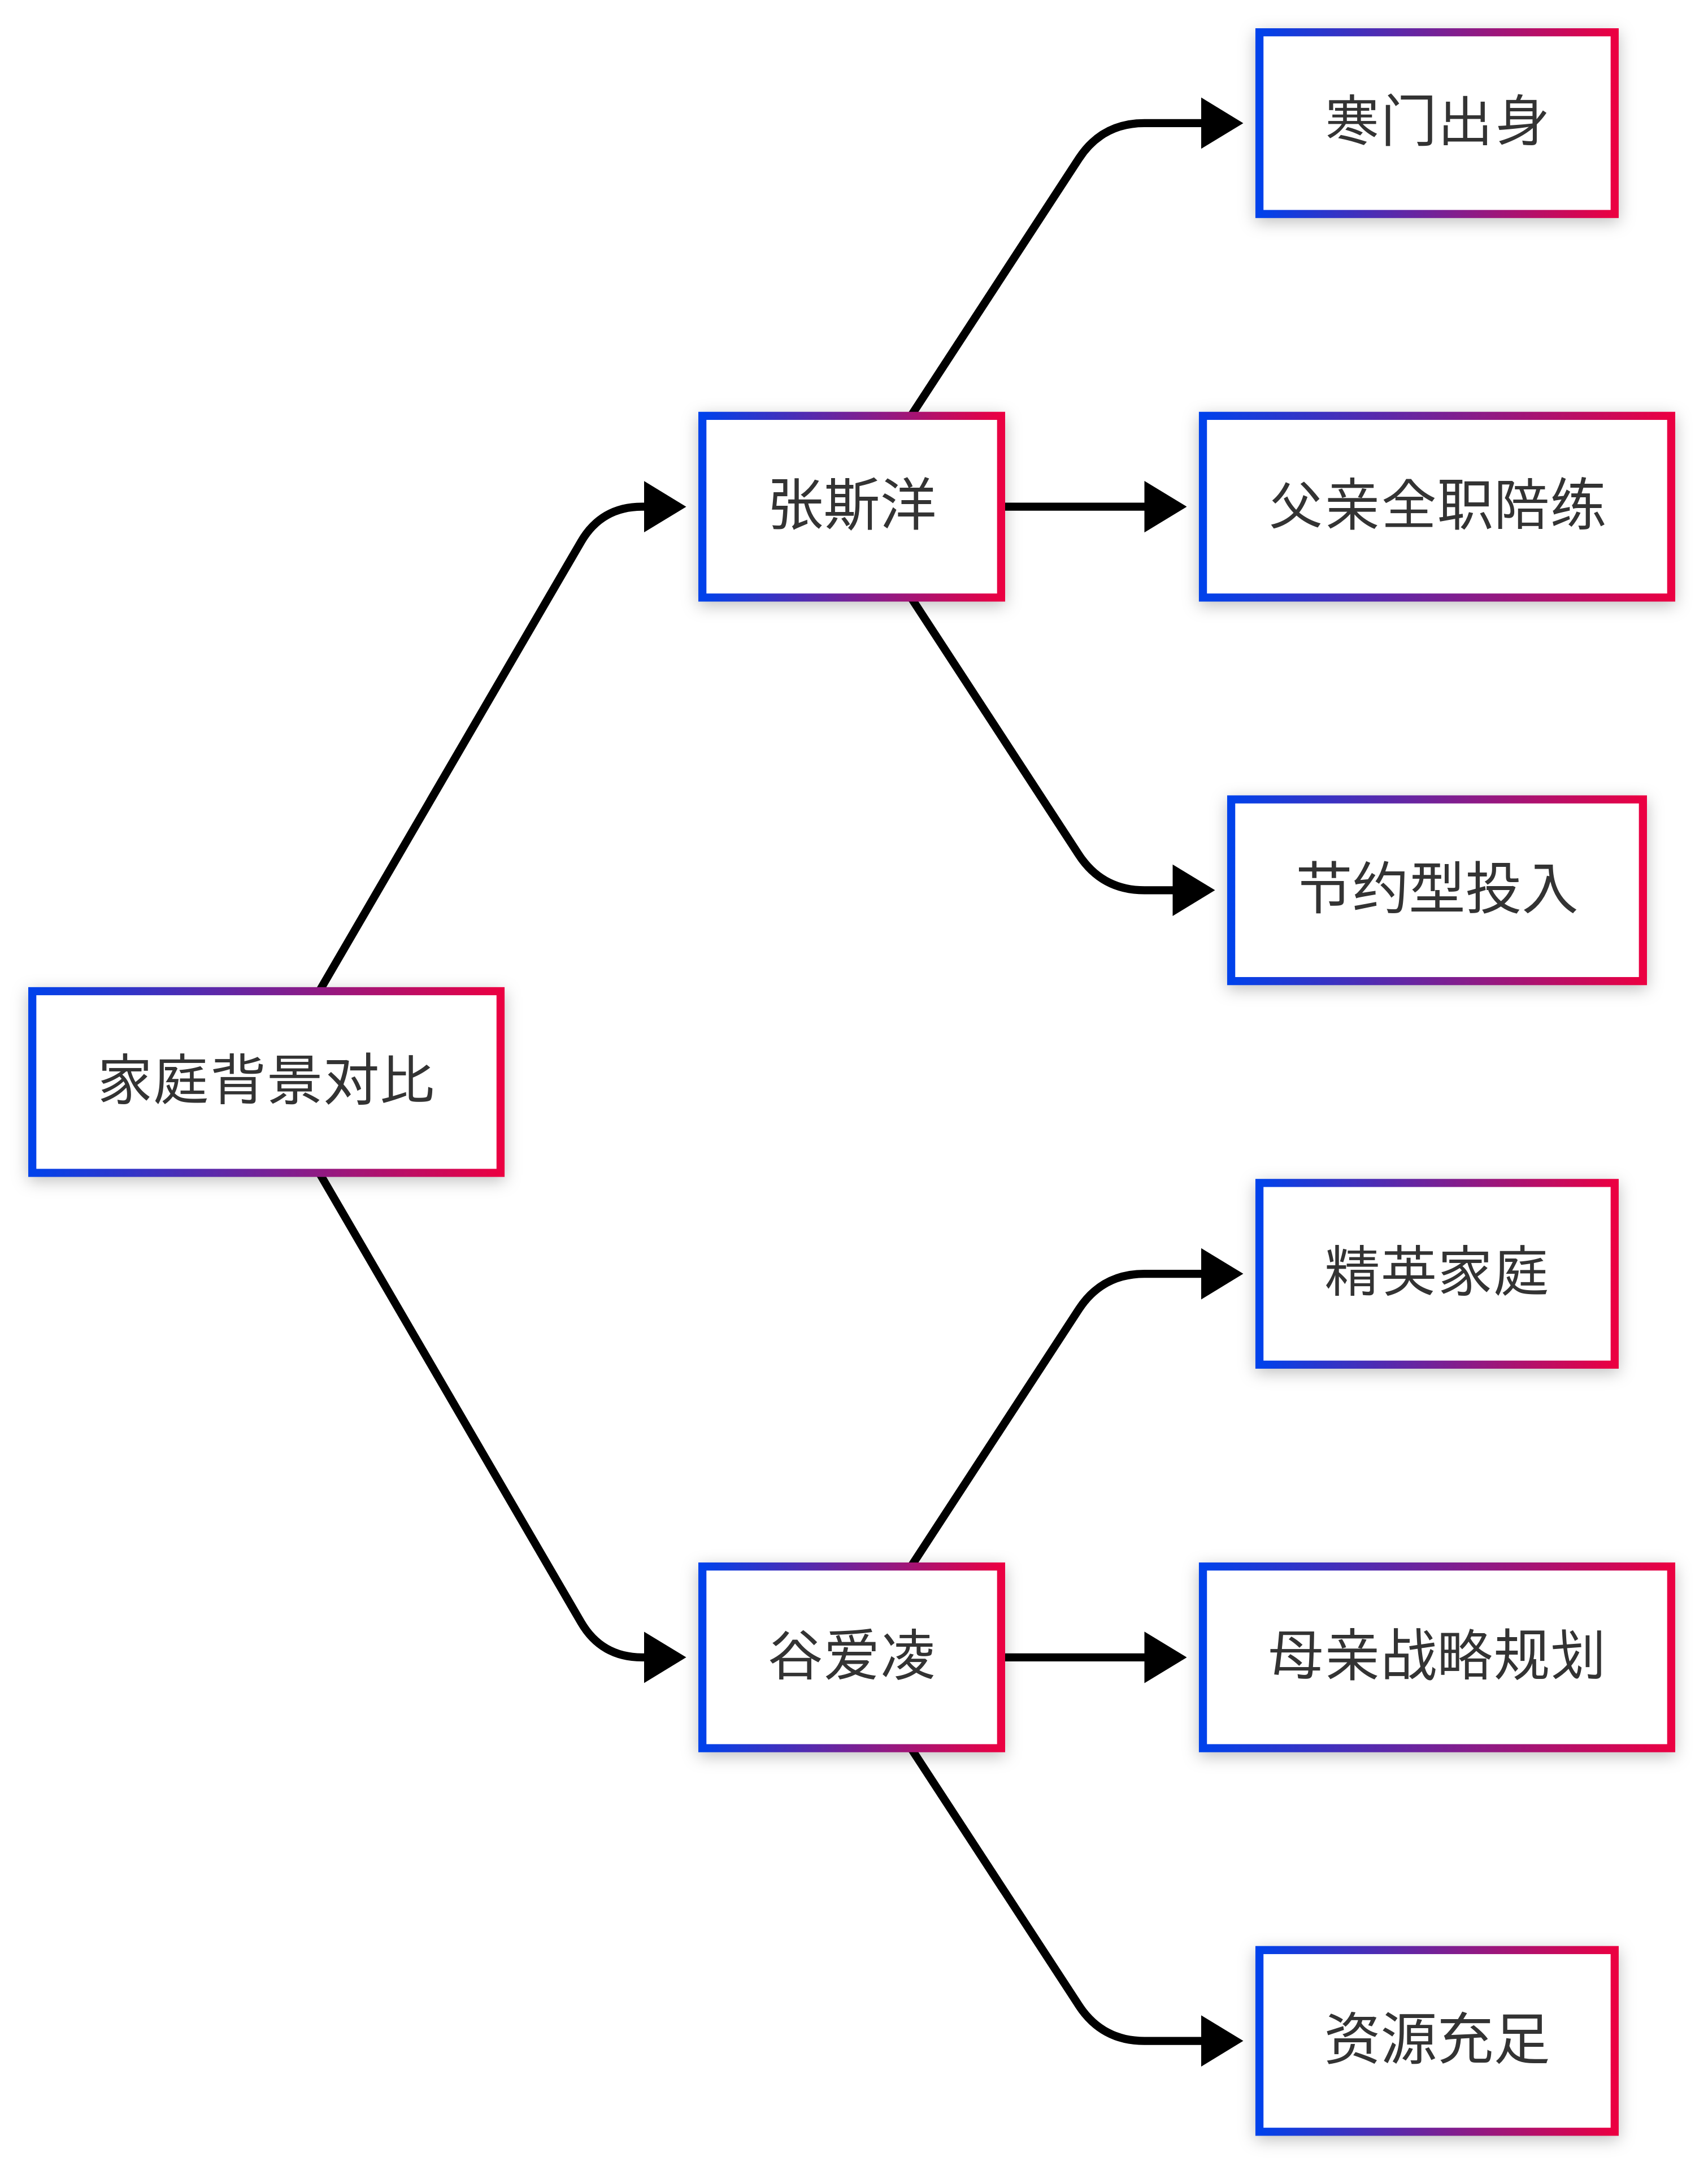 家庭背景对比
张斯洋
寒门出身
父亲全职陪练
节约型投入
谷爱凌
精英家庭
母亲战略规划
资源充足